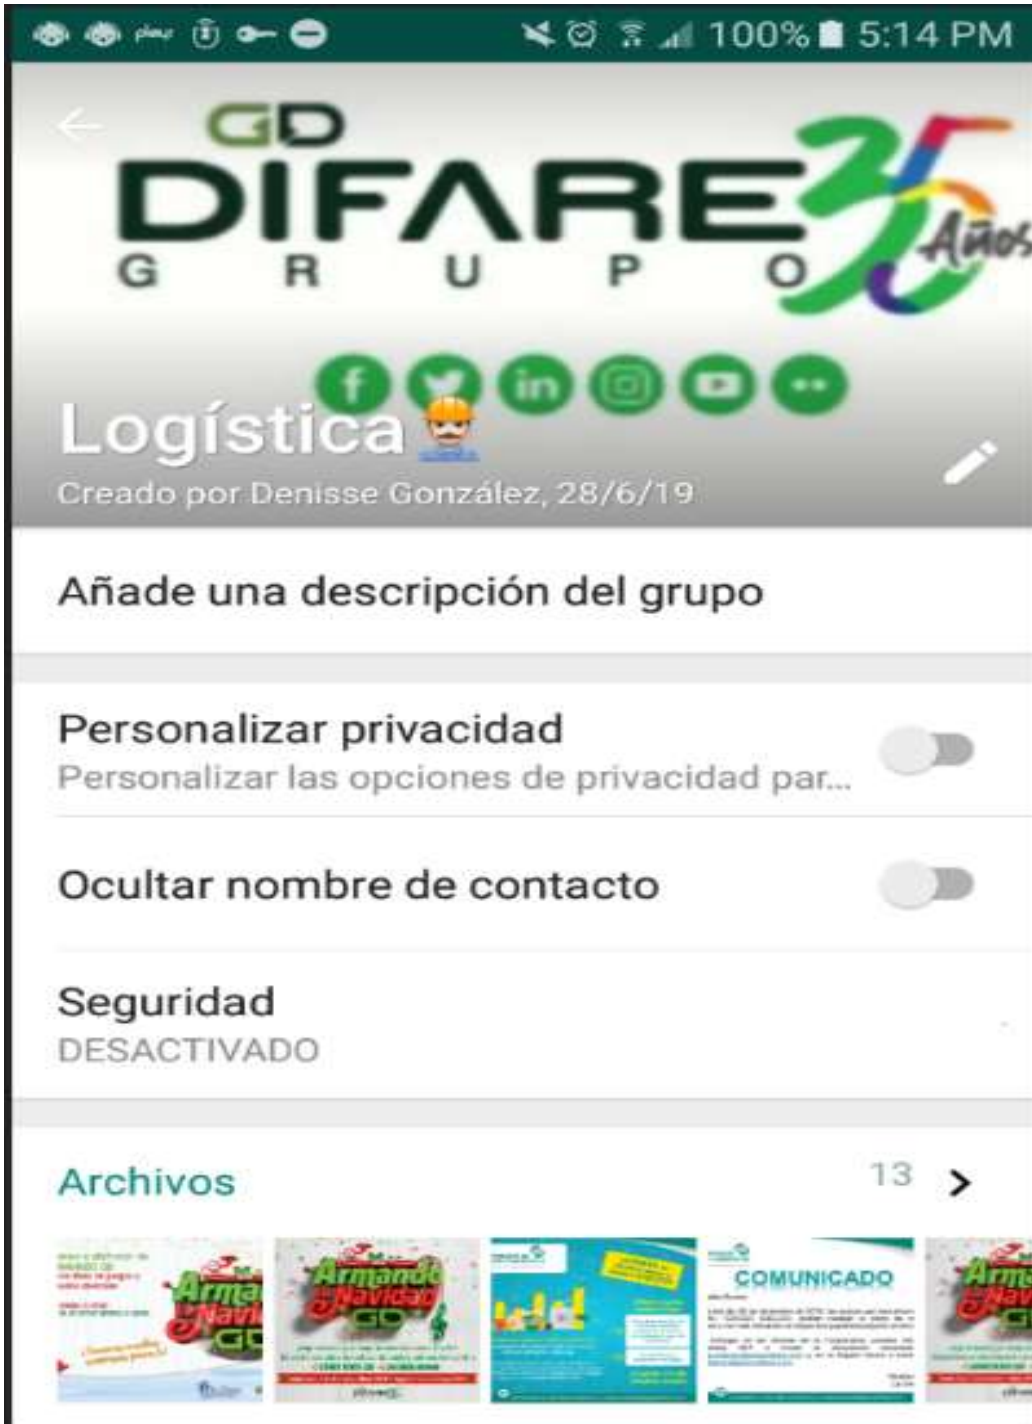 100% 5:14 PM
GD
DIFARE
GRUPO
35
Años
Logística
Creado por Denisse González, 28/6/19
Añade una descripción del grupo
Personalizar privacidad
Personalizar las opciones de privacidad par...
Ocultar nombre de contacto
Seguridad
DESACTIVADO
Archivos
13
Armando
Navidad
GD
COMUNICADO